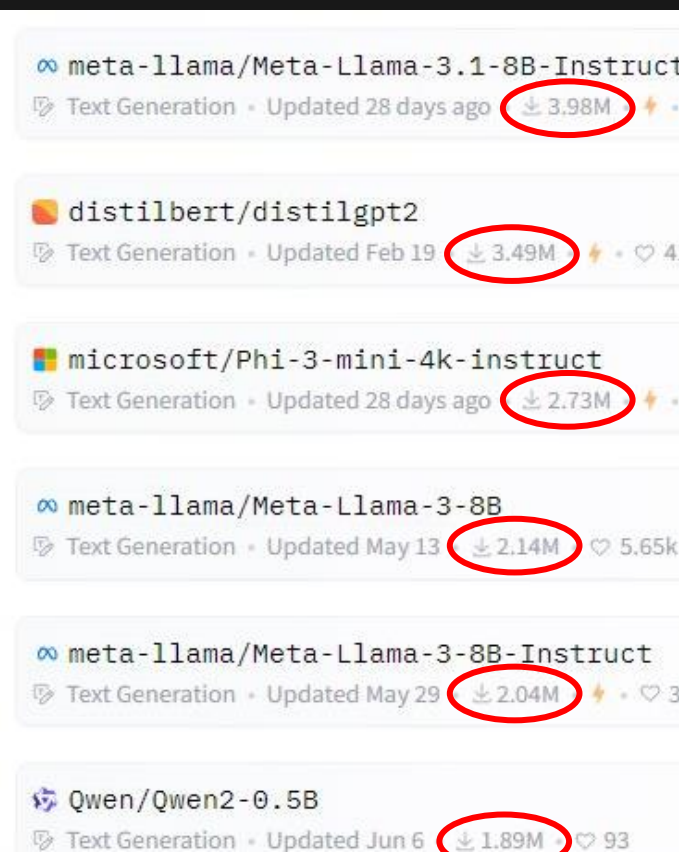 meta-llama/Meta-Llama-3.1-8B-Instruct
Text Generation • Updated 28 days ago • 3.98M • •
distilbert/distilgpt2
Text Generation • Updated Feb 19 • 3.49M • •
microsoft/Phi-3-mini-4k-instruct
Text Generation • Updated 28 days ago • 2.73M • •
meta-llama/Meta-Llama-3-8B
Text Generation • Updated May 13 • 2.14M • 5.65k
meta-llama/Meta-Llama-3-8B-Instruct
Text Generation • Updated May 29 • 2.04M • •
Qwen/Qwen2-0.5B
Text Generation • Updated Jun 6 • 1.89M • 93